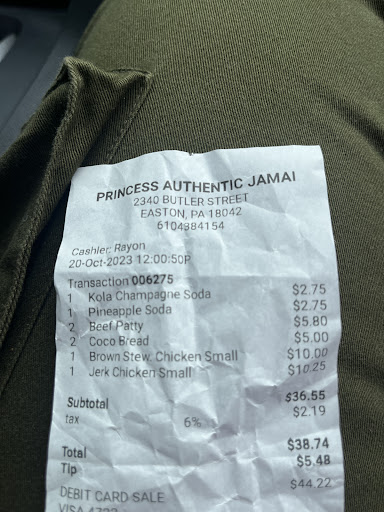 PRINCESS AUTHENTIC JAMAI
2340 BUTLER STREET
EASTON, PA 18042
6104384154
Cashier: Rayon
20-Oct-2023 12:00:50P
Transaction 006275
1 Kola Champagne Soda $2.75
1 Pineapple Soda $2.75
2 Beef Patty $5.80
2 Coco Bread $5.00
1 Brown Stew Chicken Small $10.00
1 Jerk Chicken Small $10.25
Subtotal $36.55
tax 6% $2.19
Total $38.74
Tip $5.48
$44.22
DEBIT CARD SALE
VISA